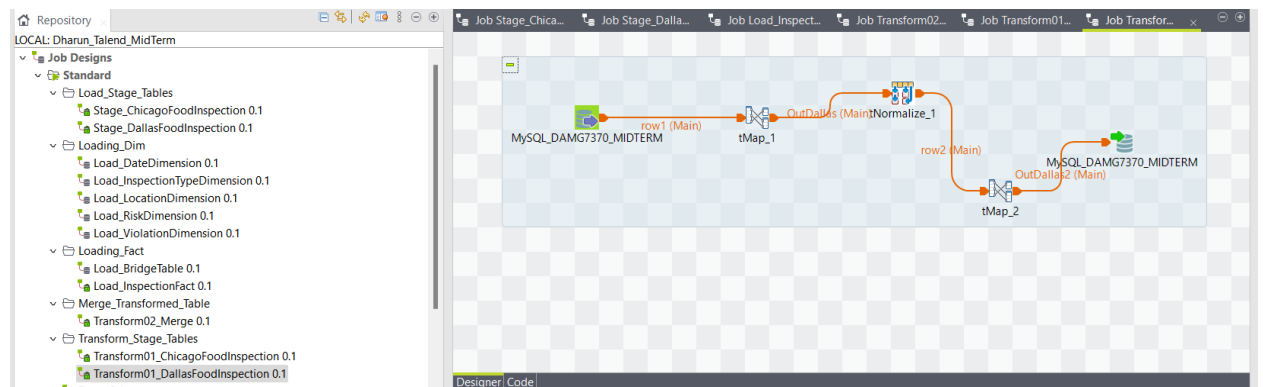 Repository
LOCAL: Dharun_Talend_MidTerm
Job Designs
Standard
Load_Stage_Tables
Stage_ChicagoFoodInspection 0.1
Stage_DallasFoodInspection 0.1
Loading_Dim
Load_DateDimension 0.1
Load_InspectionTypeDimension 0.1
Load_LocationDimension 0.1
Load_RiskDimension 0.1
Load_ViolationDimension 0.1
Loading_Fact
Load_BridgeTable 0.1
Load_InspectionFact 0.1
Merge_Transformed_Table
Transform02_Merge 0.1
Transform_Stage_Tables
Transform01_ChicagoFoodInspection 0.1
Transform01_DallasFoodInspection 0.1
Job Stage_Chica... Job Stage_Dalla... Job Load_Inspect... Job Transform02... Job Transform01... Job Transfor...
MySQL_DAMG7370_MIDTERM
row1 (Main)
tMap_1
OutDallas (Main)
tNormalize_1
row2 (Main)
tMap_2
OutDallas2 (Main)
MySQL_DAMG7370_MIDTERM
Designer Code